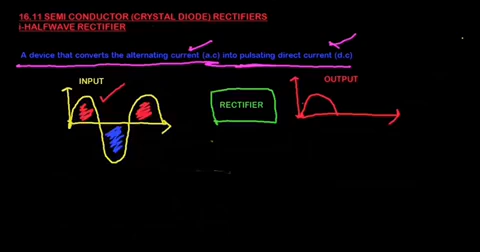 16.11 SEMI CONDUCTOR (CRYSTAL DIODE) RECTIFIERS
i-HALFWAVE RECTIFIER
A device that converts the alternating current (a.c) into pulsating direct current (d.c)
INPUT
OUTPUT
RECTIFIER